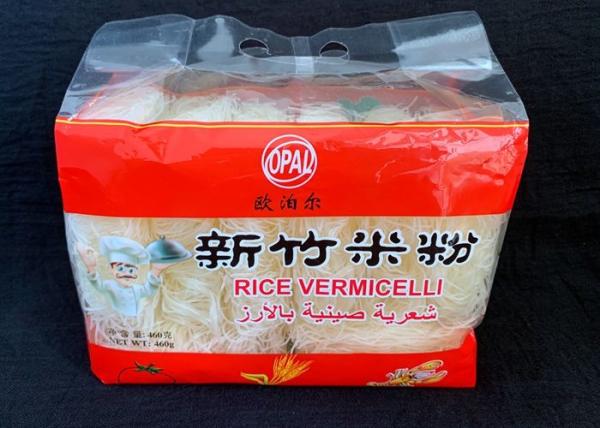 OPAL
欧泊尔
新竹米粉
RICE VERMICELLI
شعرية صينية بالأرز
净含量: 460克
NET WT: 460g